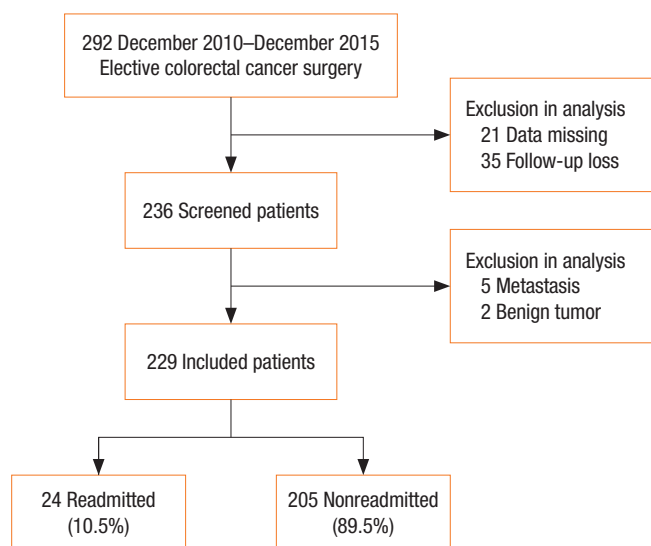 292 December 2010–December 2015
Elective colorectal cancer surgery
Exclusion in analysis
21 Data missing
35 Follow-up loss
236 Screened patients
Exclusion in analysis
5 Metastasis
2 Benign tumor
229 Included patients
24 Readmitted
(10.5%)
205 Nonreadmitted
(89.5%)